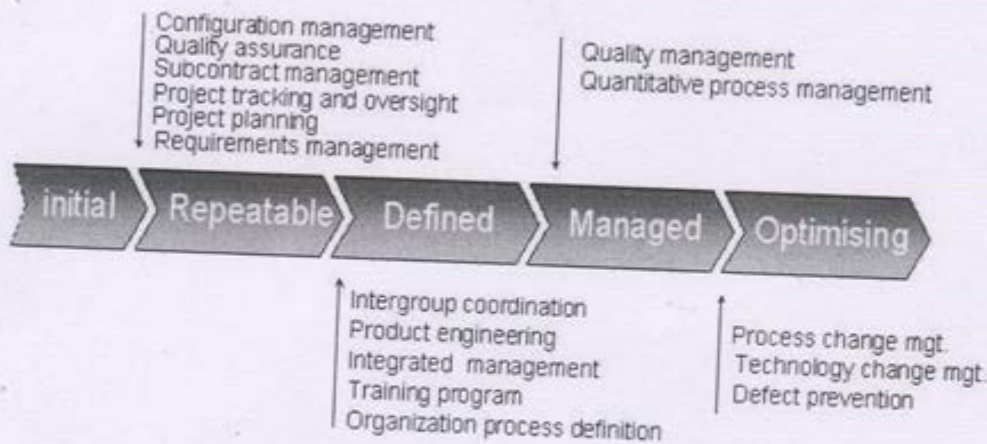 Configuration management
Quality assurance
Subcontract management
Project tracking and oversight
Project planning
Requirements management
Quality management
Quantitative process management
initial
Repeatable
Defined
Managed
Optimising
Intergroup coordination
Product engineering
Integrated management
Training program
Organization process definition
Process change mgt.
Technology change mgt.
Defect prevention